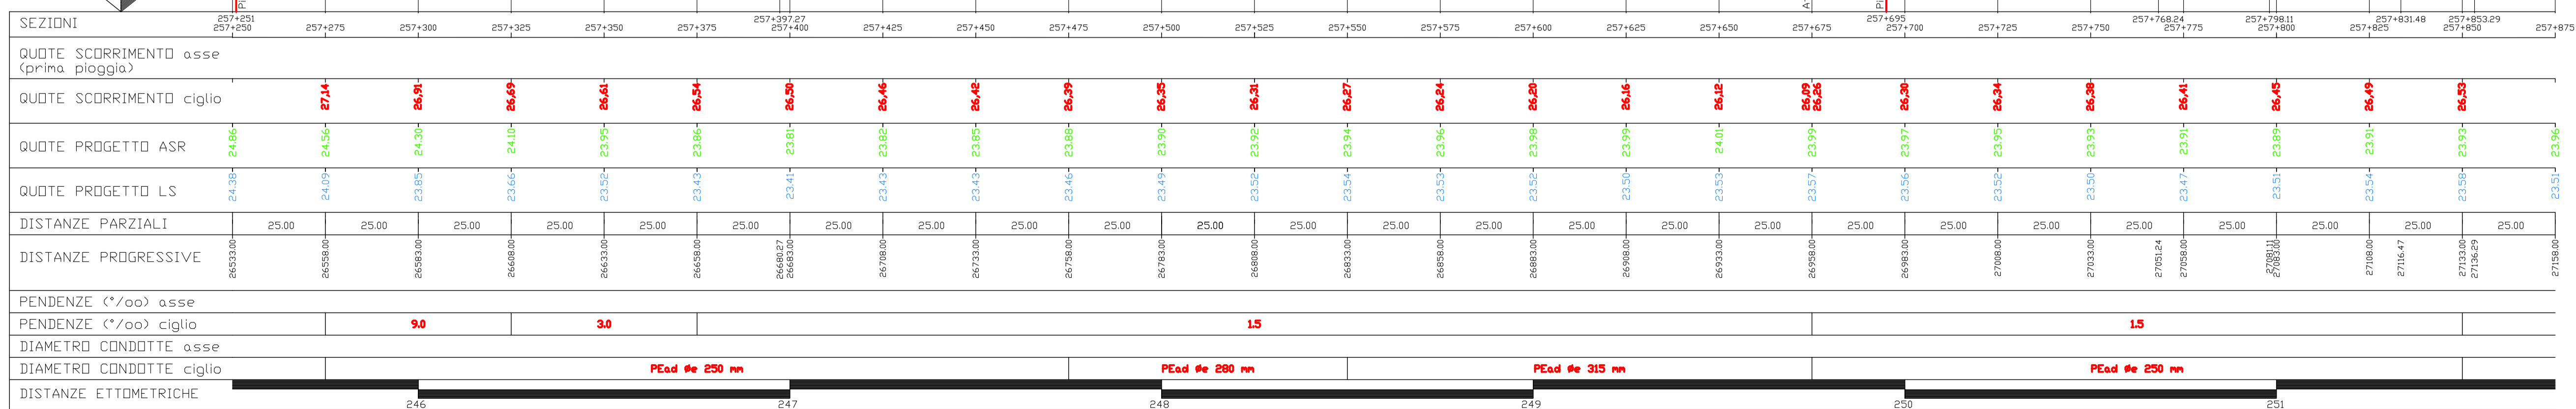 257+251 257+397.27 257+695 257+768.24 257+798.11 257+831.48 257+853.29
SEZIONI 257+250 257+275 257+300 257+325 257+350 257+375 257+400 257+425 257+450 257+475 257+500 257+525 257+550 257+575 257+600 257+625 257+650 257+675 257+700 257+725 257+750 257+775 257+800 257+825 257+850 257+875
QUOTE SCORRIMENTO asse
(prima pioggia)
QUOTE SCORRIMENTO ciglio 27,14 26,91 26,69 26,61 26,54 26,50 26,46 26,42 26,39 26,35 26,31 26,27 26,24 26,20 26,16 26,12 26,09 26,26 26,30 26,34 26,38 26,41 26,45 26,49 26,53
QUOTE PROGETTO ASR 24.86 24.56 24.30 24.10 23.95 23.86 23.81 23.82 23.85 23.88 23.90 23.92 23.94 23.96 23.98 23.99 24.01 23.99 23.97 23.95 23.93 23.91 23.89 23.91 23.93 23.96
QUOTE PROGETTO LS 24.38 24.09 23.85 23.66 23.52 23.43 23.41 23.43 23.43 23.46 23.49 23.52 23.54 23.53 23.52 23.50 23.53 23.57 23.56 23.52 23.50 23.47 23.51 23.54 23.58 23.51
DISTANZE PARZIALI 25.00 25.00 25.00 25.00 25.00 25.00 25.00 25.00 25.00 25.00 25.00 25.00 25.00 25.00 25.00 25.00 25.00 25.00 25.00 25.00 25.00 25.00 25.00 25.00 25.00
DISTANZE PROGRESSIVE 26533.00 26558.00 26583.00 26608.00 26633.00 26658.00 26680.27 26683.00 26708.00 26733.00 26758.00 26783.00 26808.00 26833.00 26858.00 26883.00 26908.00 26933.00 26958.00 26983.00 27008.00 27033.00 27051.24 27058.00 27081.11 27083.00 27108.00 27116.47 27133.00 27136.29 27158.00
PENDENZE (°/oo) asse
PENDENZE (°/oo) ciglio 9.0 3.0 1.5 1.5
DIAMETRO CONDOTTE asse
DIAMETRO CONDOTTE ciglio PEad Øe 250 mm PEad Øe 280 mm PEad Øe 315 mm PEad Øe 250 mm
DISTANZE ETTOMETRICHE
246 247 248 249 250 251